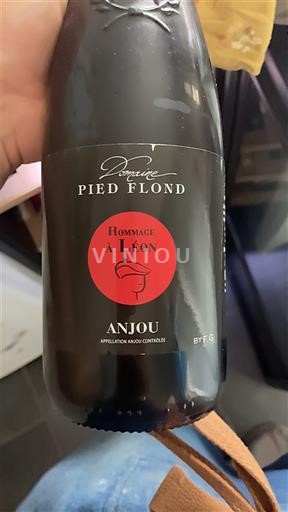 Domaine
PIED FLOND
HOMMAGE
À LÉON
VINIOU
ANJOU
APPELLATION ANJOU CONTRÔLÉE
BY F.G